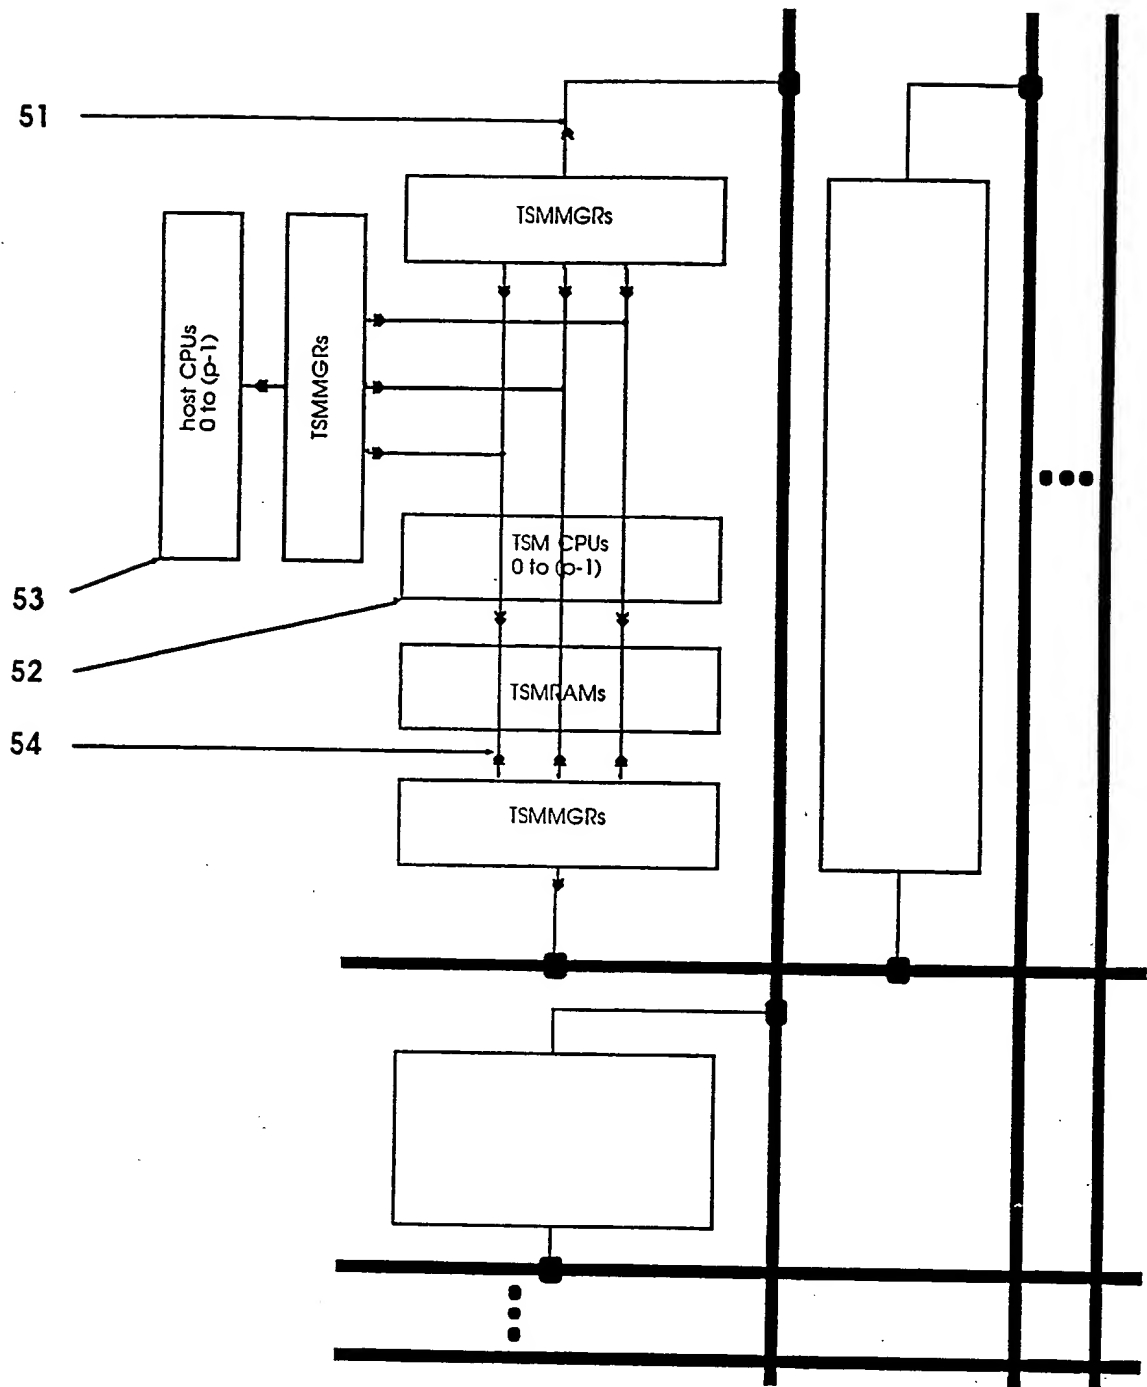 51
TSMMGRs
host CPUs
0 to (p-1)
TSMMGRs
TSM CPUs
0 to (p-1)
53
52
TSMRAMs
54
TSMMGRs